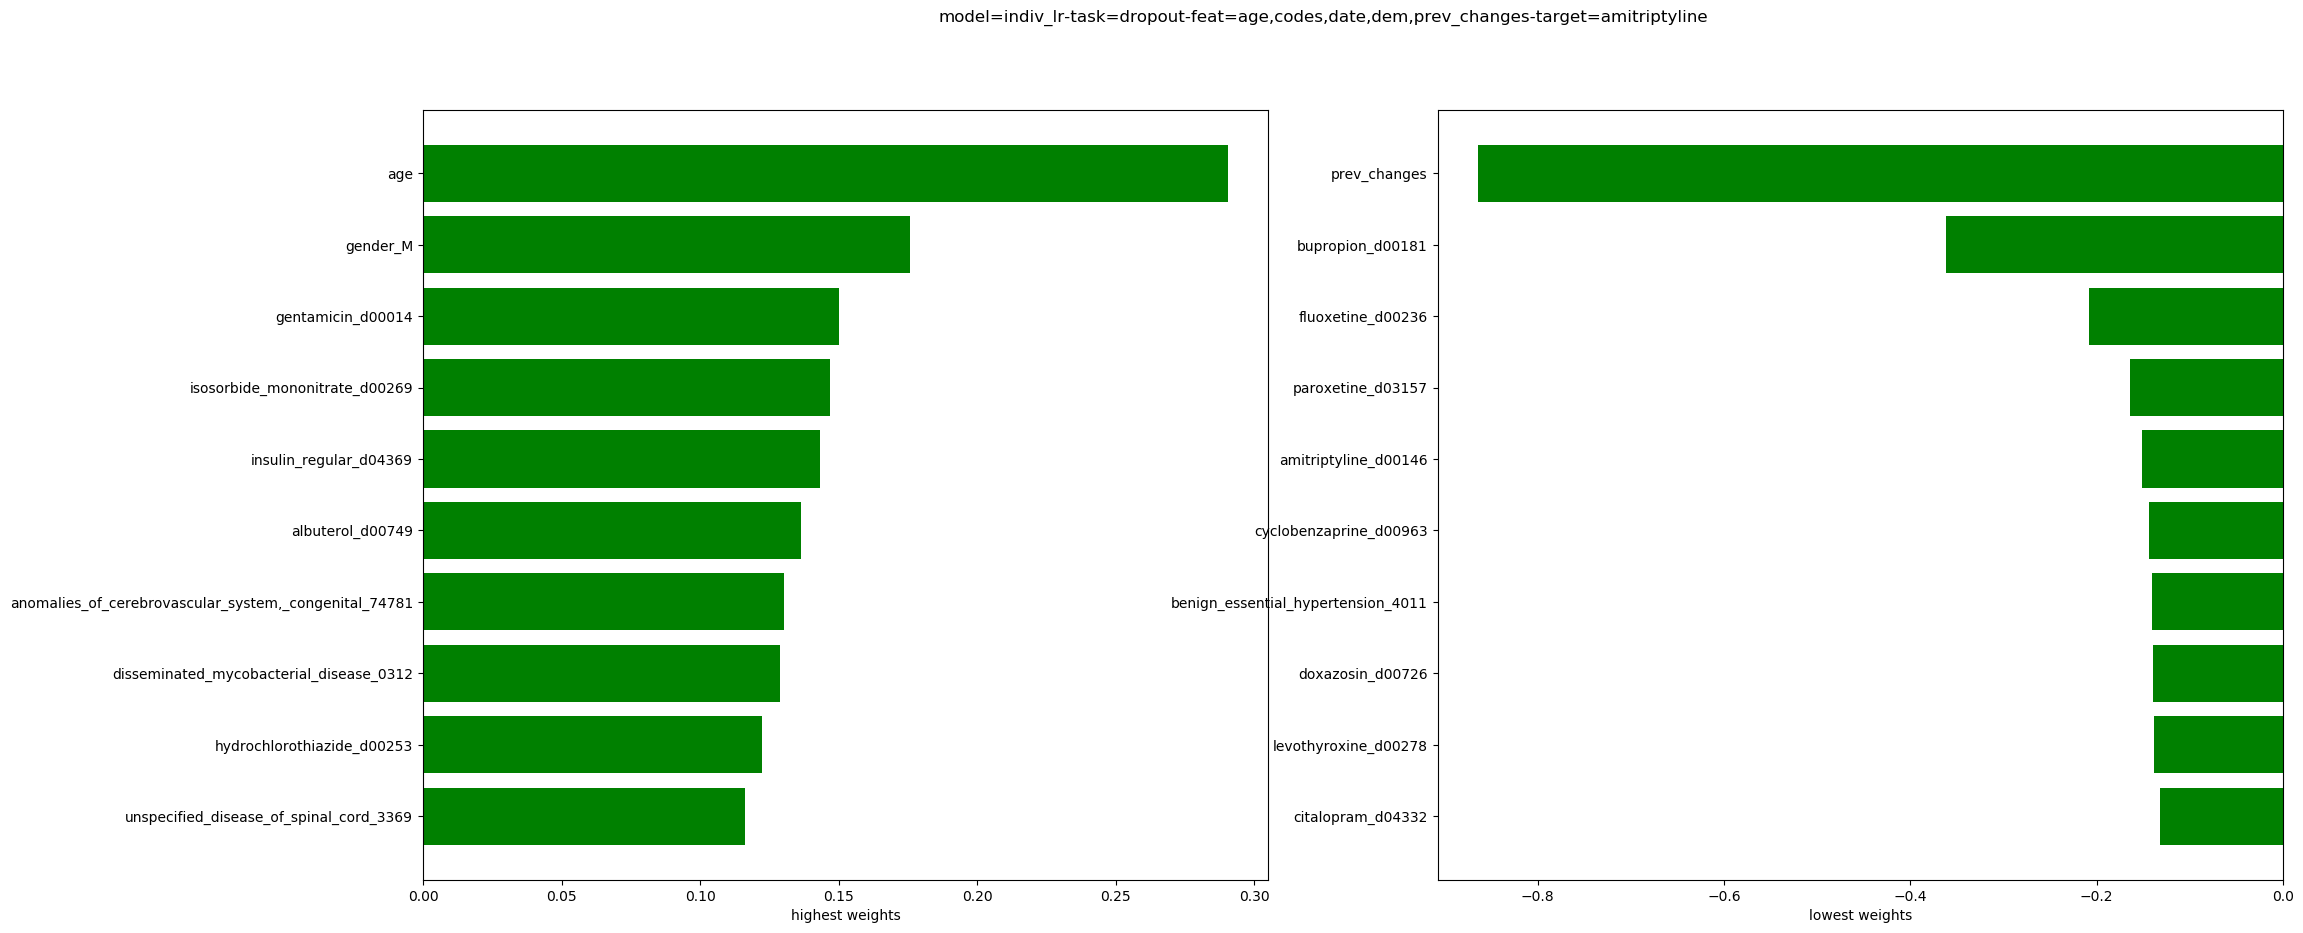 model=indiv_lr-task=dropout-feat=age,codes,date,dem,prev_changes-target=amitriptyline
age
gender_M
gentamicin_d00014
isosorbide_mononitrate_d00269
insulin_regular_d04369
albuterol_d00749
anomalies_of_cerebrovascular_system,_congenital_74781
disseminated_mycobacterial_disease_0312
hydrochlorothiazide_d00253
unspecified_disease_of_spinal_cord_3369
0.00 0.05 0.10 0.15 0.20 0.25 0.30
highest weights
prev_changes
bupropion_d00181
fluoxetine_d00236
paroxetine_d03157
amitriptyline_d00146
cyclobenzaprine_d00963
benign_essential_hypertension_4011
doxazosin_d00726
levothyroxine_d00278
citalopram_d04332
−0.8 −0.6 −0.4 −0.2 0.0
lowest weights